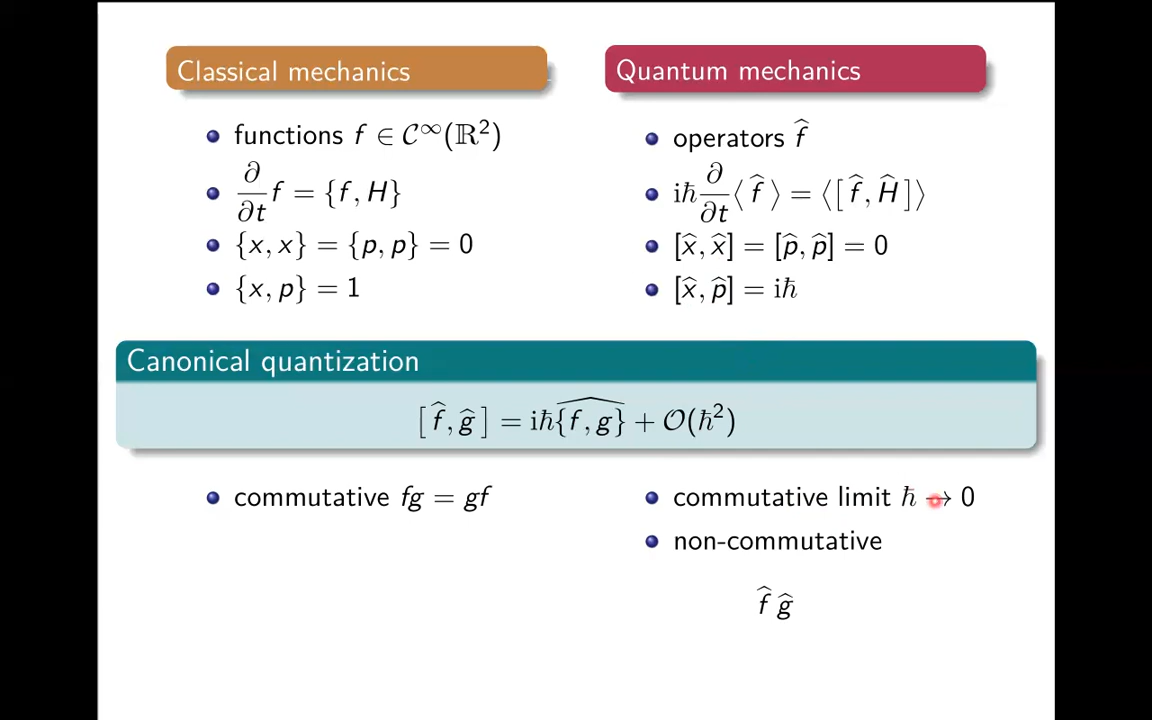 Classical mechanics
functions f ∈ 𝒞^∞(ℝ²)
∂/∂t f = {f, H}
{x, x} = {p, p} = 0
{x, p} = 1
Quantum mechanics
operators f̂
iħ ∂/∂t ⟨ f̂ ⟩ = ⟨[ f̂, Ĥ ]⟩
[x̂, x̂] = [p̂, p̂] = 0
[x̂, p̂] = iħ
Canonical quantization
[ f̂, ĝ ] = iħ\widehat{{f, g}} + 𝒪(ħ²)
commutative fg = gf
commutative limit ħ → 0
non-commutative
f̂ ĝ